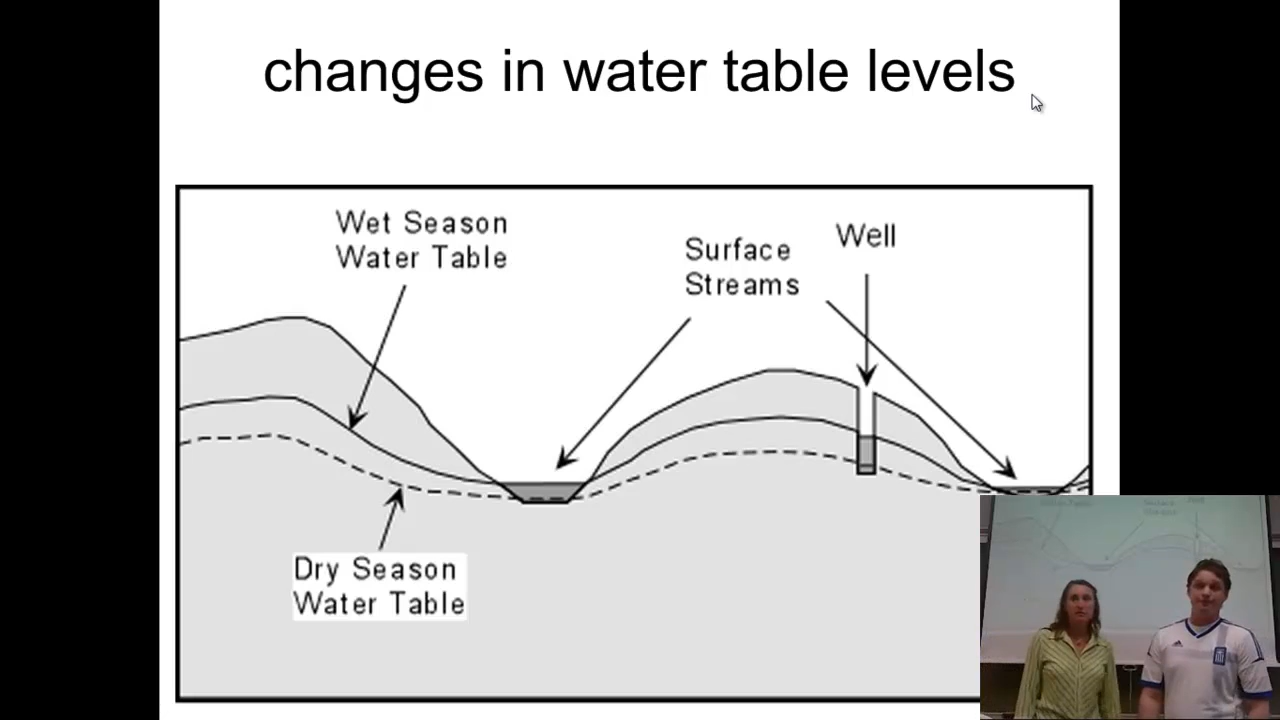 changes in water table levels
Wet Season
Water Table
Surface
Streams
Well
Dry Season
Water Table